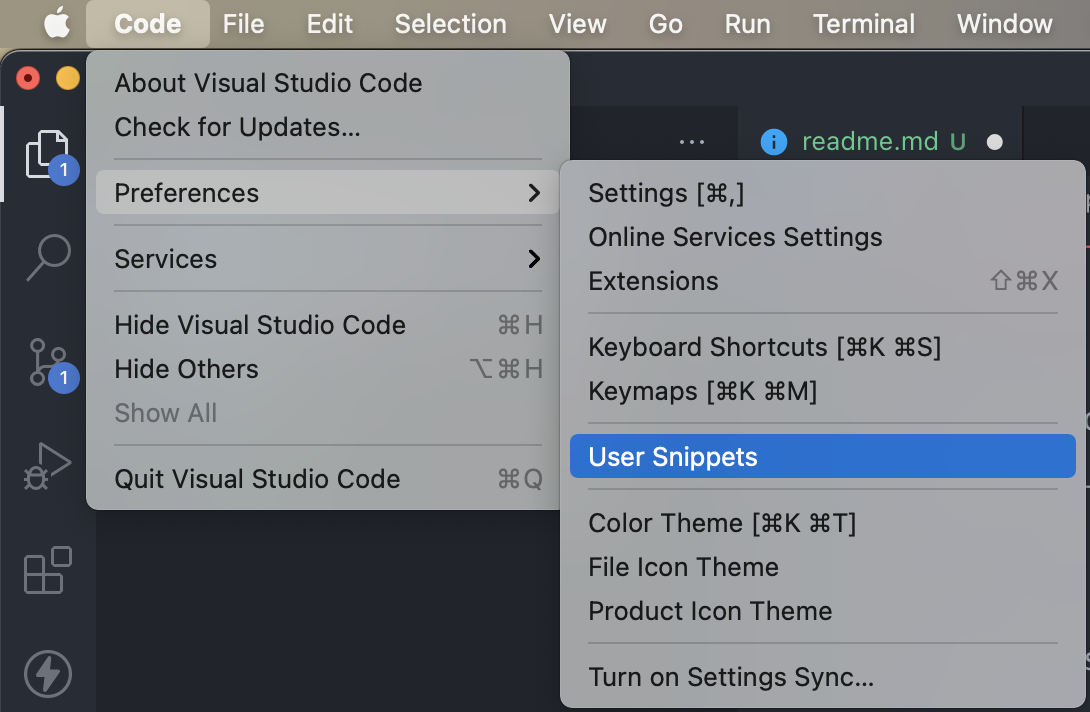 Code File Edit Selection View Go Run Terminal Window
About Visual Studio Code
Check for Updates...
Preferences
Services
Hide Visual Studio Code ⌘H
Hide Others ⌥⌘H
Show All
Quit Visual Studio Code ⌘Q
1
1
... readme.md U
Settings [⌘,]
Online Services Settings
Extensions ⇧⌘X
Keyboard Shortcuts [⌘K ⌘S]
Keymaps [⌘K ⌘M]
User Snippets
Color Theme [⌘K ⌘T]
File Icon Theme
Product Icon Theme
Turn on Settings Sync...